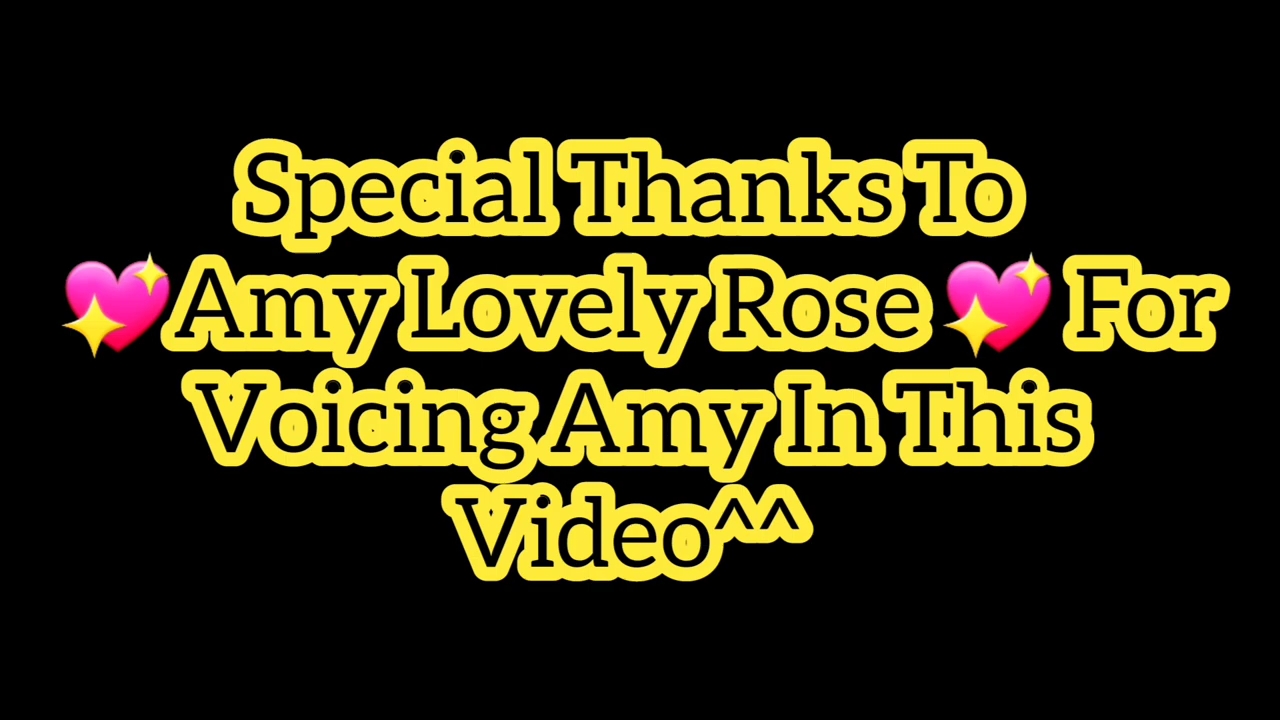 Special Thanks To
💖Amy Lovely Rose 💖 For
Voicing Amy In This
Video^^